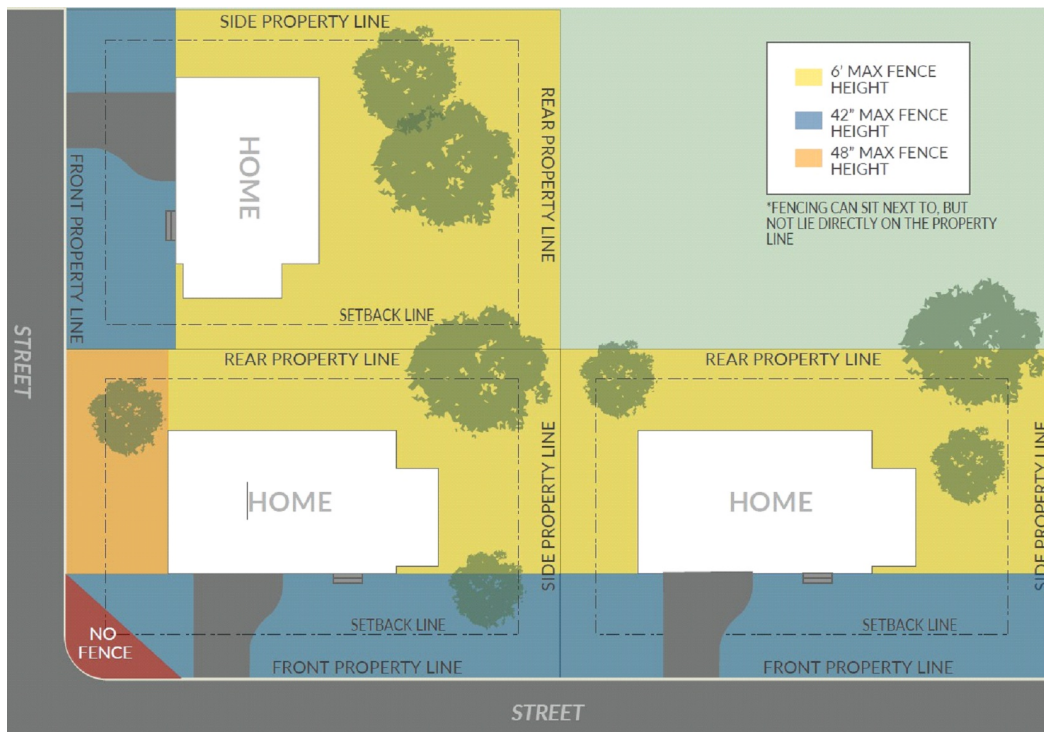 SIDE PROPERTY LINE
6' MAX FENCE
HEIGHT
42" MAX FENCE
HEIGHT
48" MAX FENCE
HEIGHT
*FENCING CAN SIT NEXT TO, BUT
NOT LIE DIRECTLY ON THE PROPERTY
LINE
REAR PROPERTY LINE
HOME
FRONT PROPERTY LINE
SETBACK LINE
STREET
REAR PROPERTY LINE
REAR PROPERTY LINE
HOME
SIDE PROPERTY LINE
HOME
SIDE PROPERTY LINE
NO
FENCE
SETBACK LINE
SETBACK LINE
FRONT PROPERTY LINE
FRONT PROPERTY LINE
STREET